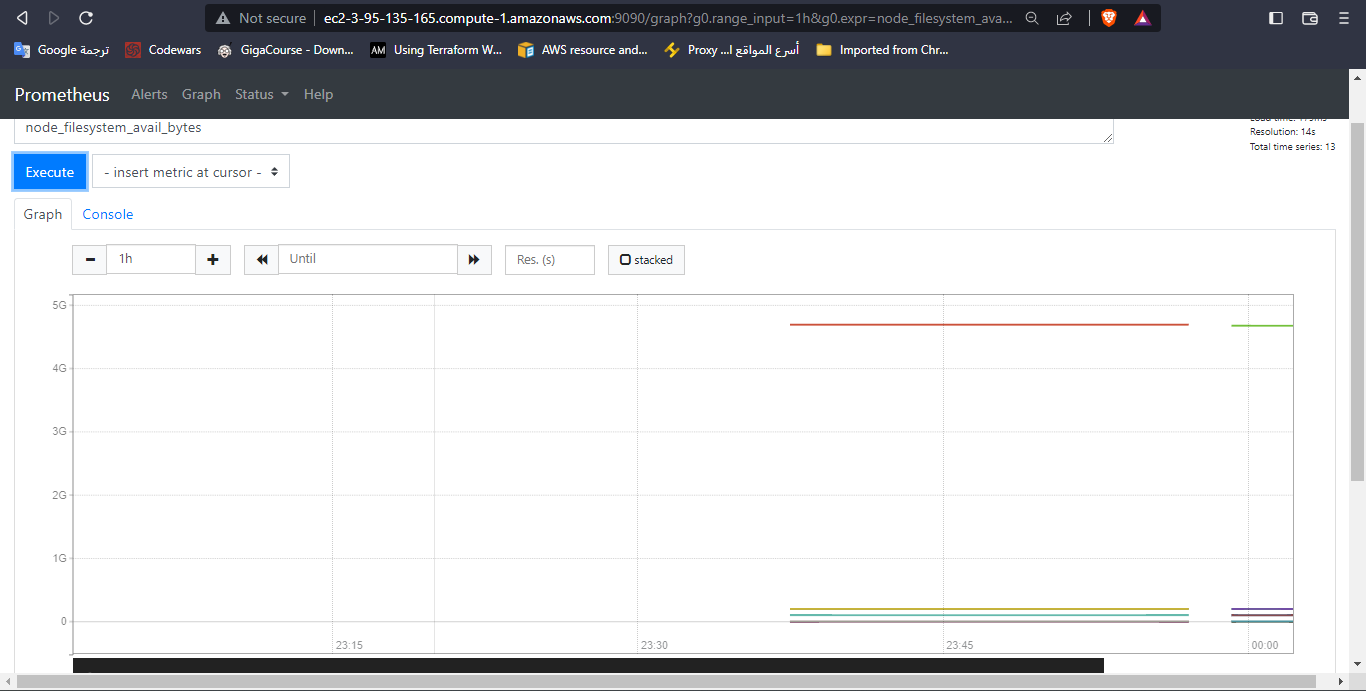 Not secure ec2-3-95-135-165.compute-1.amazonaws.com:9090/graph?g0.range_input=1h&g0.expr=node_filesystem_ava...
Google ترجمة Codewars GigaCourse - Down... AM Using Terraform W... AWS resource and... أسرع المواقع ا... Proxy Imported from Chr...
Prometheus Alerts Graph Status Help
node_filesystem_avail_bytes
Resolution: 14s
Total time series: 13
Execute - insert metric at cursor -
Graph Console
1h Until Res. (s) stacked
5G
4G
3G
2G
1G
0
23:15 23:30 23:45 00:00